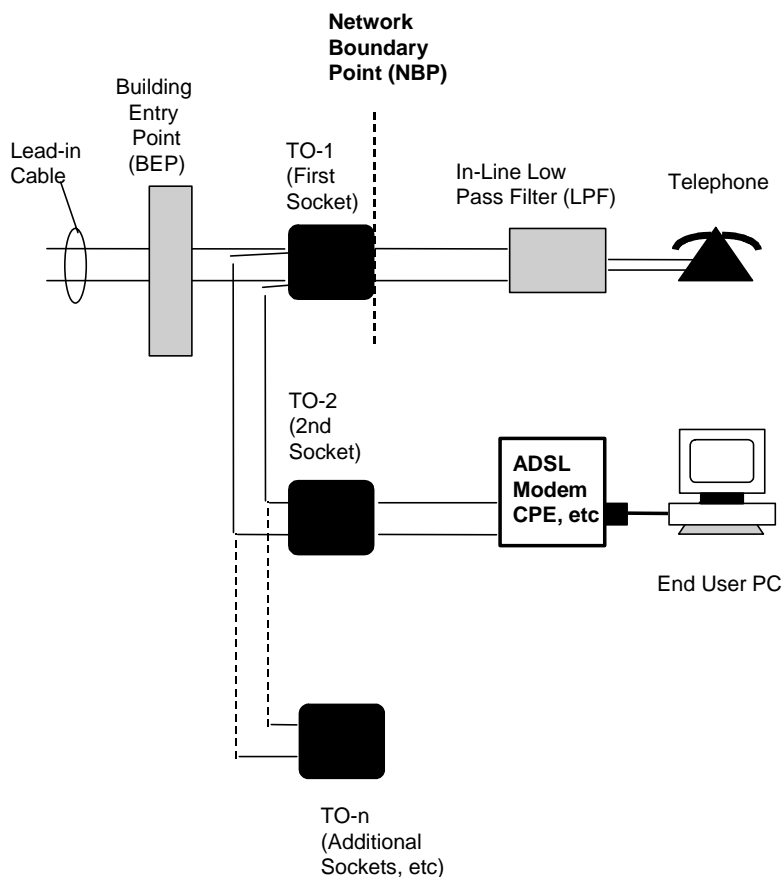 Network
Boundary
Point (NBP)
Building
Entry
Point
(BEP)
Lead-in
Cable
TO-1
(First
Socket)
In-Line Low
Pass Filter (LPF)
Telephone
TO-2
(2nd
Socket)
ADSL
Modem
CPE, etc
End User PC
TO-n
(Additional
Sockets, etc)